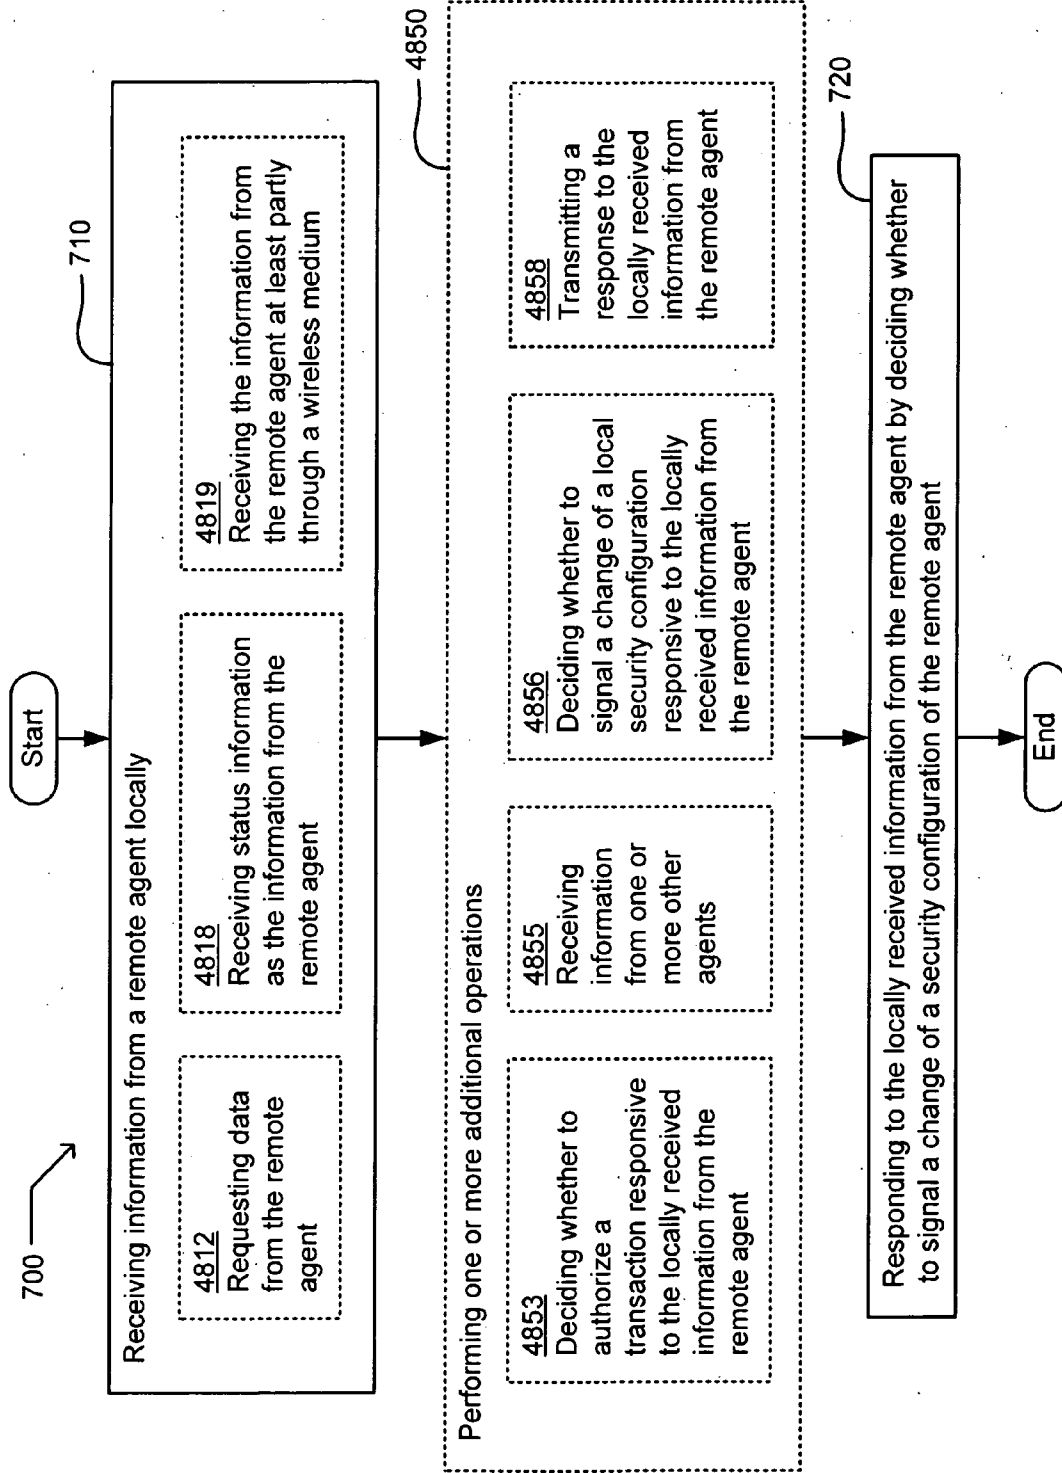 700
Start
710
Receiving information from a remote agent locally
4812
Requesting data
from the remote
agent
4818
Receiving status information
as the information from the
remote agent
4819
Receiving the information from
the remote agent at least partly
through a wireless medium
4850
Performing one or more additional operations
4853
Deciding whether to
authorize a
transaction responsive
to the locally received
information from the
remote agent
4855
Receiving
information
from one or
more other
agents
4856
Deciding whether to
signal a change of a local
security configuration
responsive to the locally
received information from
the remote agent
4858
Transmitting a
response to the
locally received
information from
the remote agent
720
Responding to the locally received information from the remote agent by deciding whether
to signal a change of a security configuration of the remote agent
End